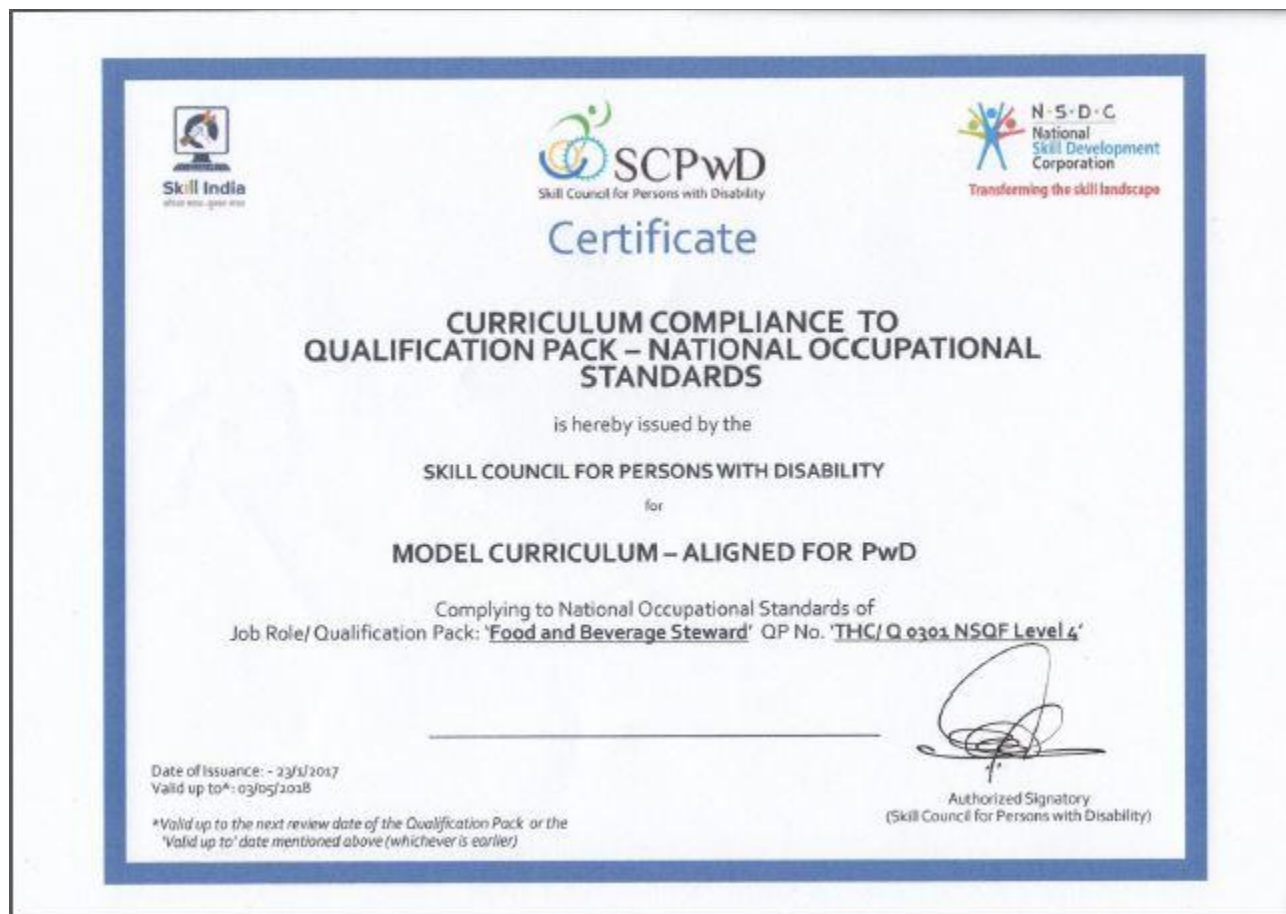 Skill India
SCPwD
Skill Council for Persons with Disability
N·S·D·C
National
Skill Development
Corporation
Transforming the skill landscape
Certificate
CURRICULUM COMPLIANCE TO
QUALIFICATION PACK – NATIONAL OCCUPATIONAL
STANDARDS
is hereby issued by the
SKILL COUNCIL FOR PERSONS WITH DISABILITY
for
MODEL CURRICULUM – ALIGNED FOR PwD
Complying to National Occupational Standards of
Job Role/ Qualification Pack: 'Food and Beverage Steward' QP No. 'THC/ Q 0301 NSQF Level 4'
Date of Issuance: - 23/1/2017
Valid up to*: 03/05/2018
*Valid up to the next review date of the Qualification Pack or the
'Valid up to' date mentioned above (whichever is earlier)
Authorized Signatory
(Skill Council for Persons with Disability)